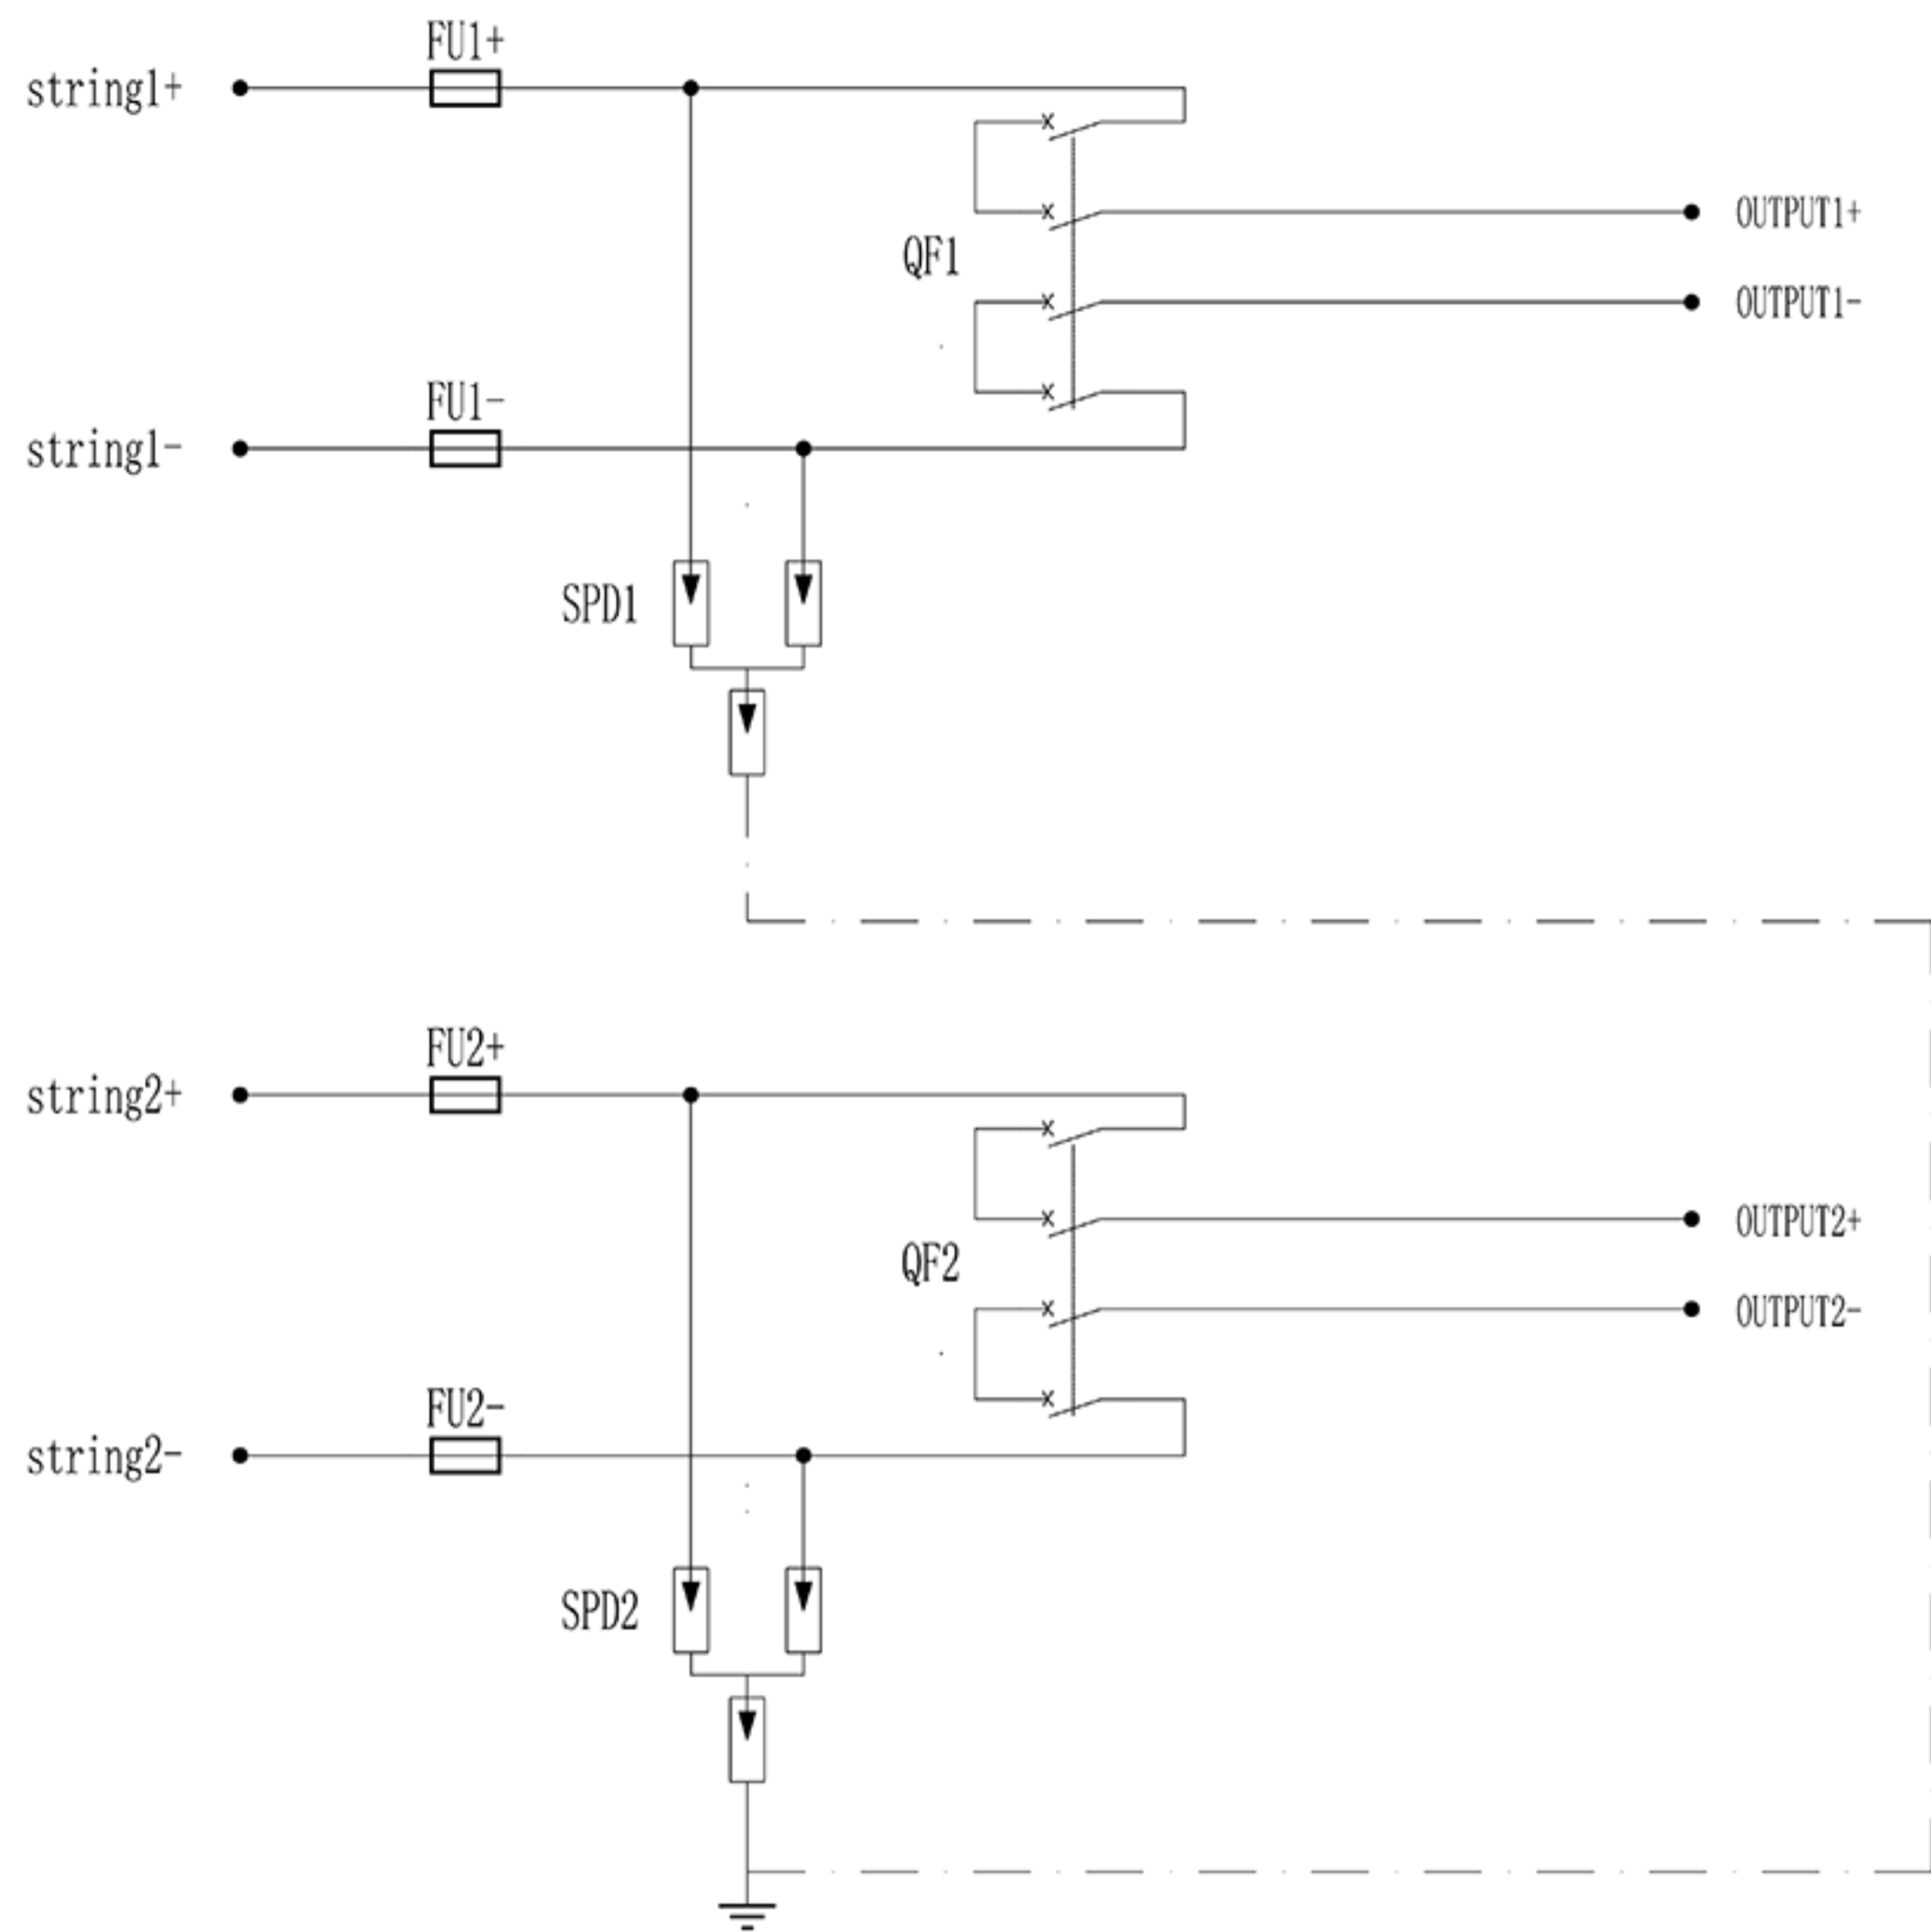 FU1+
string1+
OUTPUT1+
QF1
OUTPUT1-
FU1-
string1-
SPD1
FU2+
string2+
OUTPUT2+
QF2
OUTPUT2-
FU2-
string2-
SPD2